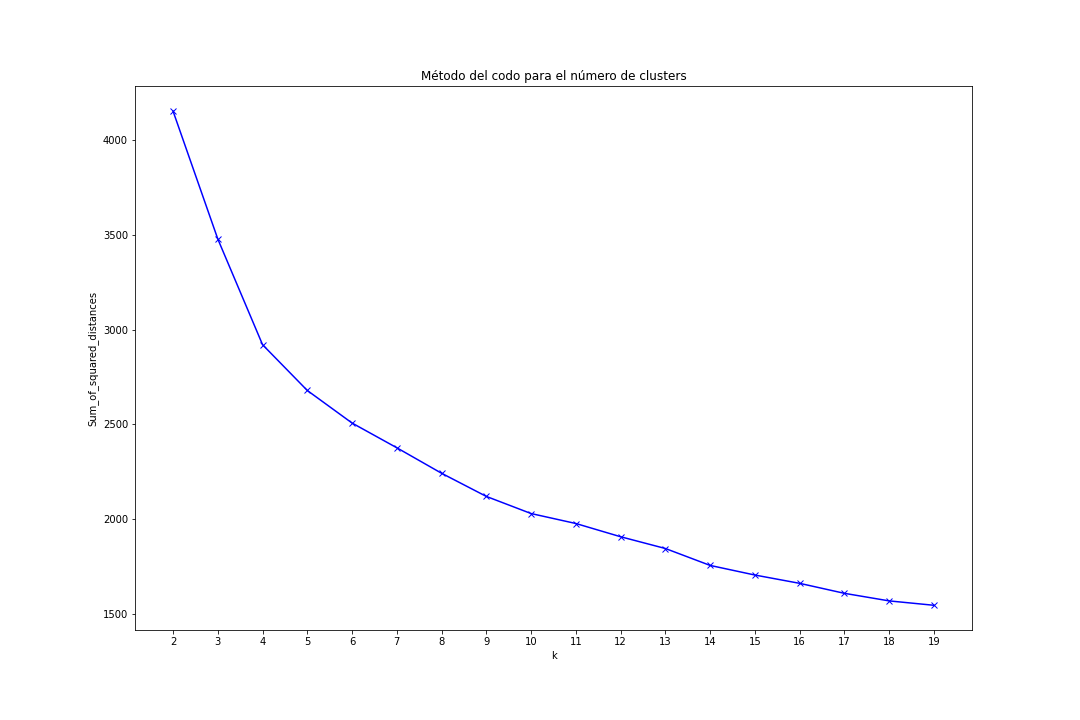 Método del codo para el número de clusters
Sum_of_squared_distances
4000
3500
3000
2500
2000
1500
2 3 4 5 6 7 8 9 10 11 12 13 14 15 16 17 18 19
k